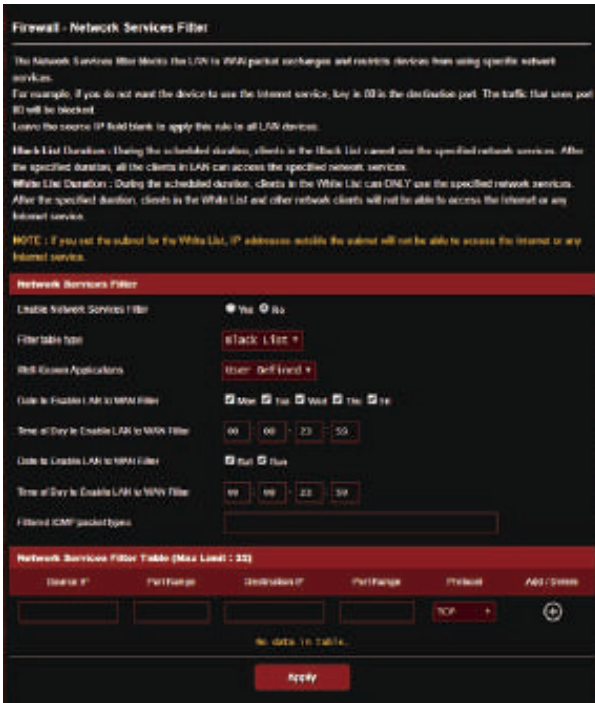 Firewall - Network Services Filter
The Network Services filter blocks the LAN to WAN packet exchanges and restricts devices from using specific network
services.
For example, if you do not want the device to use the Internet service, key in 80 in the destination port. The traffic that uses port
80 will be blocked.
Leave the source IP field blank to apply this rule to all LAN devices.
Black List Duration : During the scheduled duration, clients in the Black List cannot use the specified network services. After
the specified duration, all the clients in LAN can access the specified network services.
White List Duration : During the scheduled duration, clients in the White List can ONLY use the specified network services.
After the specified duration, clients in the White List and other network clients will not be able to access the Internet or any
Internet service.
NOTE : If you set the subnet for the White List, IP addresses outside the subnet will not be able to access the Internet or any
Internet service.
Network Services Filter
Enable Network Services Filter Yes No
Filter table type Black List
Well-Known Applications User Defined
Date to Enable LAN to WAN Filter Mon Tue Wed Thu Fri
Time of Day to Enable LAN to WAN Filter 00 : 00 - 23 : 59
Date to Enable LAN to WAN Filter Sat Sun
Time of Day to Enable LAN to WAN Filter 00 : 00 - 23 : 59
Filtered ICMP packet types
Network Services Filter Table (Max Limit : 32)
Source IP Port Range Destination IP Port Range Protocol Add / Delete
TCP
No data in table.
Apply